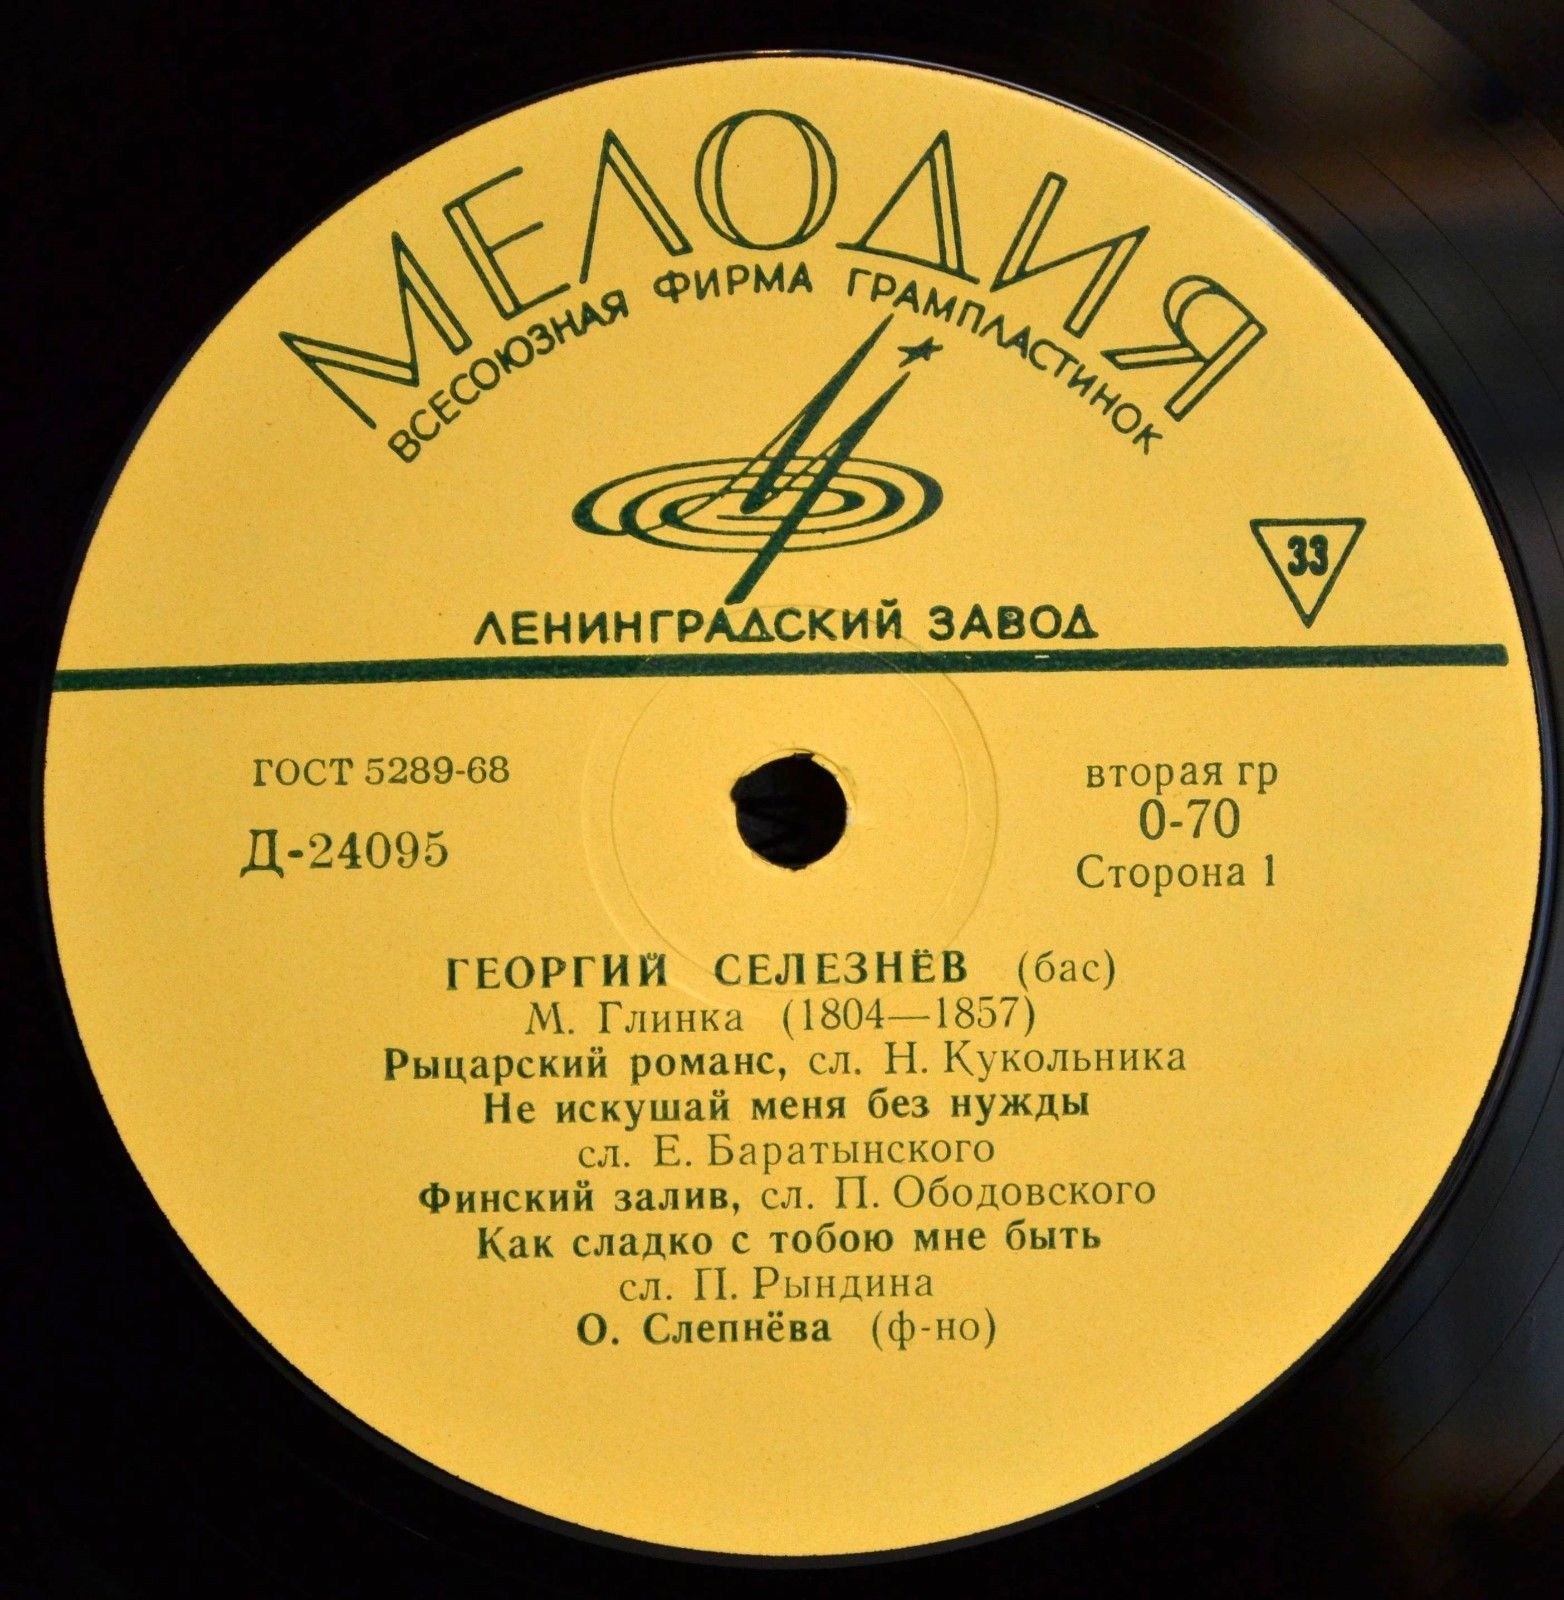 МЕЛОДИЯ
ВСЕСОЮЗНАЯ ФИРМА ГРАМПЛАСТИНОК
33
ЛЕНИНГРАДСКИЙ ЗАВОД
ГОСТ 5289-68
вторая гр
Д-24095
0-70
Сторона 1
ГЕОРГИЙ СЕЛЕЗНЁВ (бас)
М. Глинка (1804—1857)
Рыцарский романс, сл. Н. Кукольника
Не искушай меня без нужды
сл. Е. Баратынского
Финский залив, сл. П. Ободовского
Как сладко с тобою мне быть
сл. П. Рындина
О. Слепнёва (ф-но)